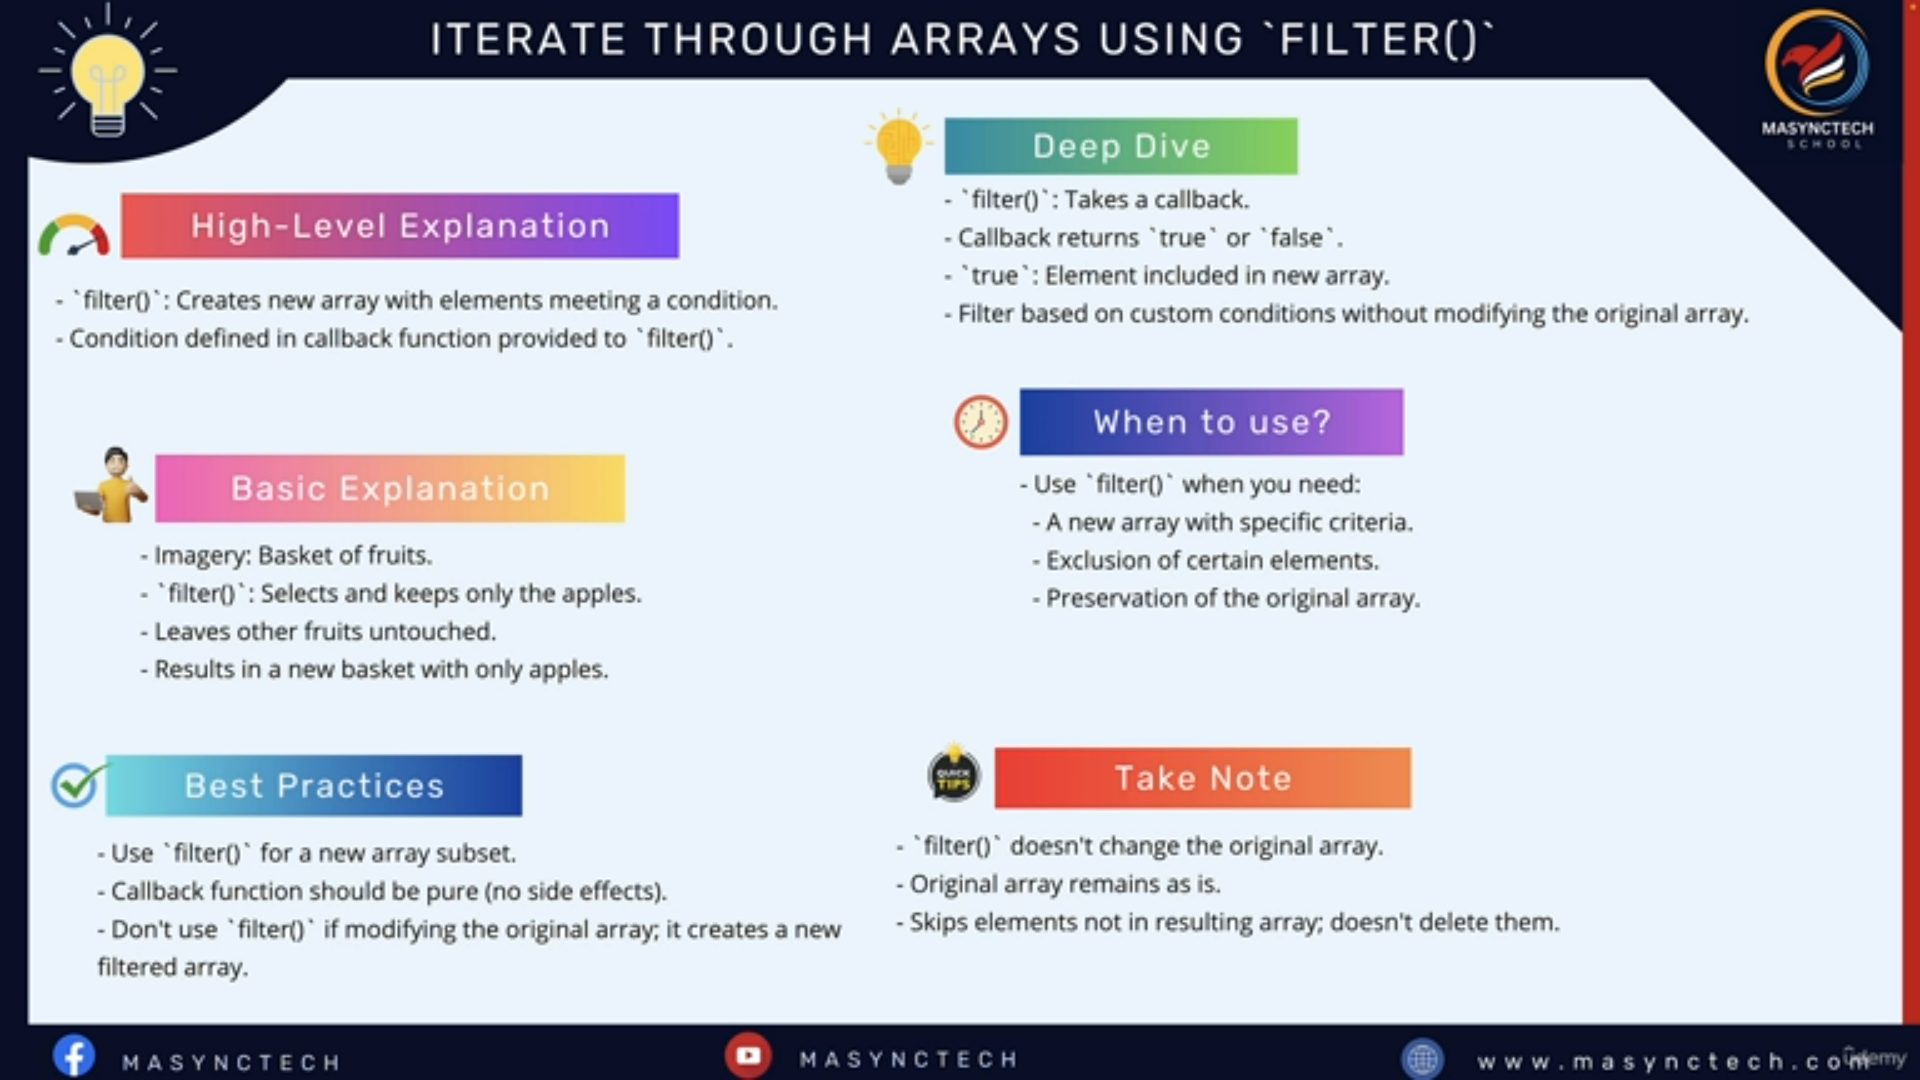 ITERATE THROUGH ARRAYS USING `FILTER()`
MASYNCTECH
SCHOOL
High-Level Explanation
- `filter()`: Creates new array with elements meeting a condition.
- Condition defined in callback function provided to `filter()`.
Basic Explanation
- Imagery: Basket of fruits.
- `filter()`: Selects and keeps only the apples.
- Leaves other fruits untouched.
- Results in a new basket with only apples.
Best Practices
- Use `filter()` for a new array subset.
- Callback function should be pure (no side effects).
- Don't use `filter()` if modifying the original array; it creates a new
filtered array.
Deep Dive
- `filter()`: Takes a callback.
- Callback returns `true` or `false`.
- `true`: Element included in new array.
- Filter based on custom conditions without modifying the original array.
When to use?
- Use `filter()` when you need:
- A new array with specific criteria.
- Exclusion of certain elements.
- Preservation of the original array.
QUICK
TIPS
Take Note
- `filter()` doesn't change the original array.
- Original array remains as is.
- Skips elements not in resulting array; doesn't delete them.
MASYNCTECH
MASYNCTECH
www.masynctech.com
Udemy